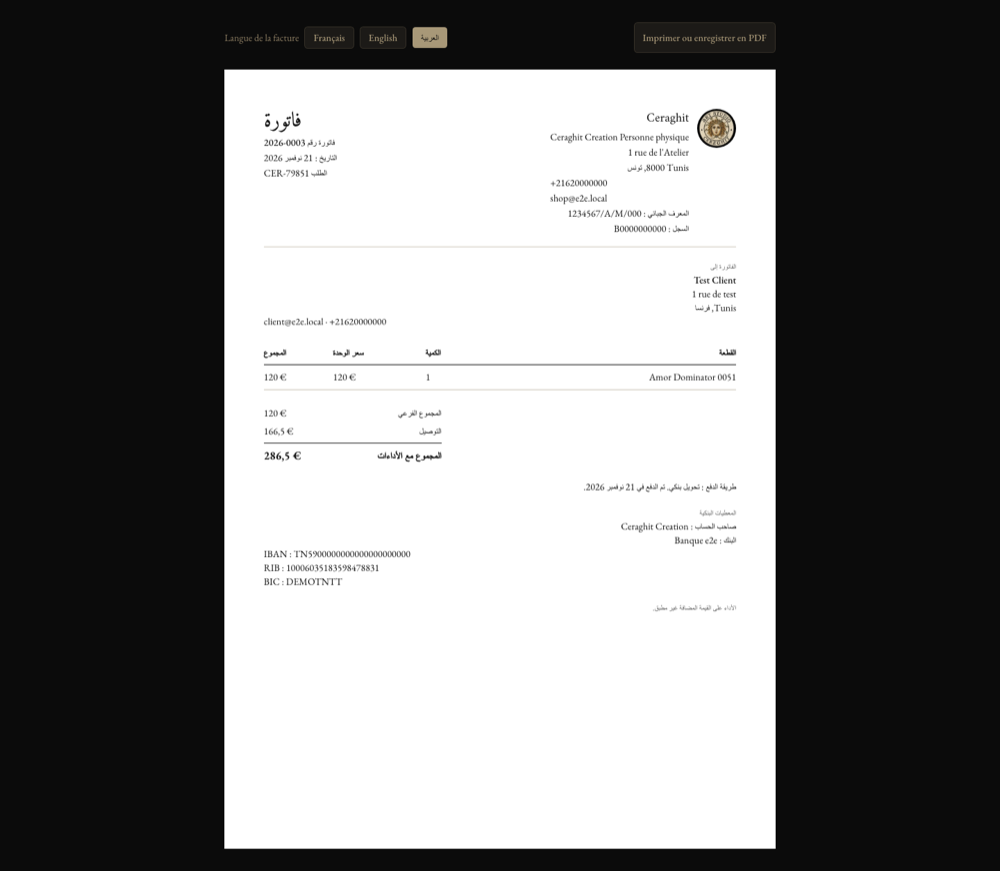 Langue de la facture Français English العربية Imprimer ou enregistrer en PDF
Ceraghit
Ceraghit Creation Personne physique
1 rue de l'Atelier
8000 Tunis, تونس
+21620000000
shop@e2e.local
المعرف الجبائي : 1234567/A/M/000
السجل : B0000000000
فاتورة
فاتورة رقم 2026-0003
التاريخ : 21 نوفمبر 2026
الطلب CER-79851
الفاتورة إلى
Test Client
1 rue de test
Tunis, فرنسا
client@e2e.local · +21620000000
القطعة الكمية سعر الوحدة المجموع
Amor Dominator 0051 1 120 € 120 €
المجموع الفرعي 120 €
التوصيل 166,5 €
المجموع مع الأداءات 286,5 €
طريقة الدفع : تحويل بنكي. تم الدفع في 21 نوفمبر 2026.
المعطيات البنكية
صاحب الحساب : Ceraghit Creation
البنك : Banque e2e
IBAN : TN5900000000000000000000
RIB : 10006035183598478831
BIC : DEMOTNTT
الأداء على القيمة المضافة غير مطبق.